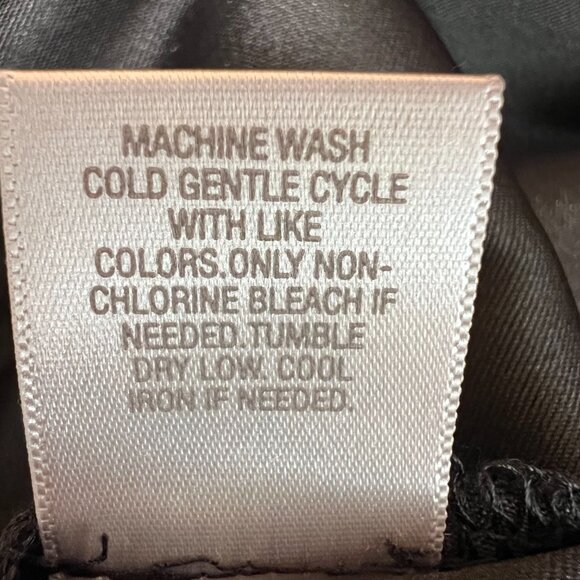 MACHINE WASH
COLD GENTLE CYCLE
WITH LIKE
COLORS.ONLY NON-
CHLORINE BLEACH IF
NEEDED.TUMBLE
DRY LOW. COOL
IRON IF NEEDED.